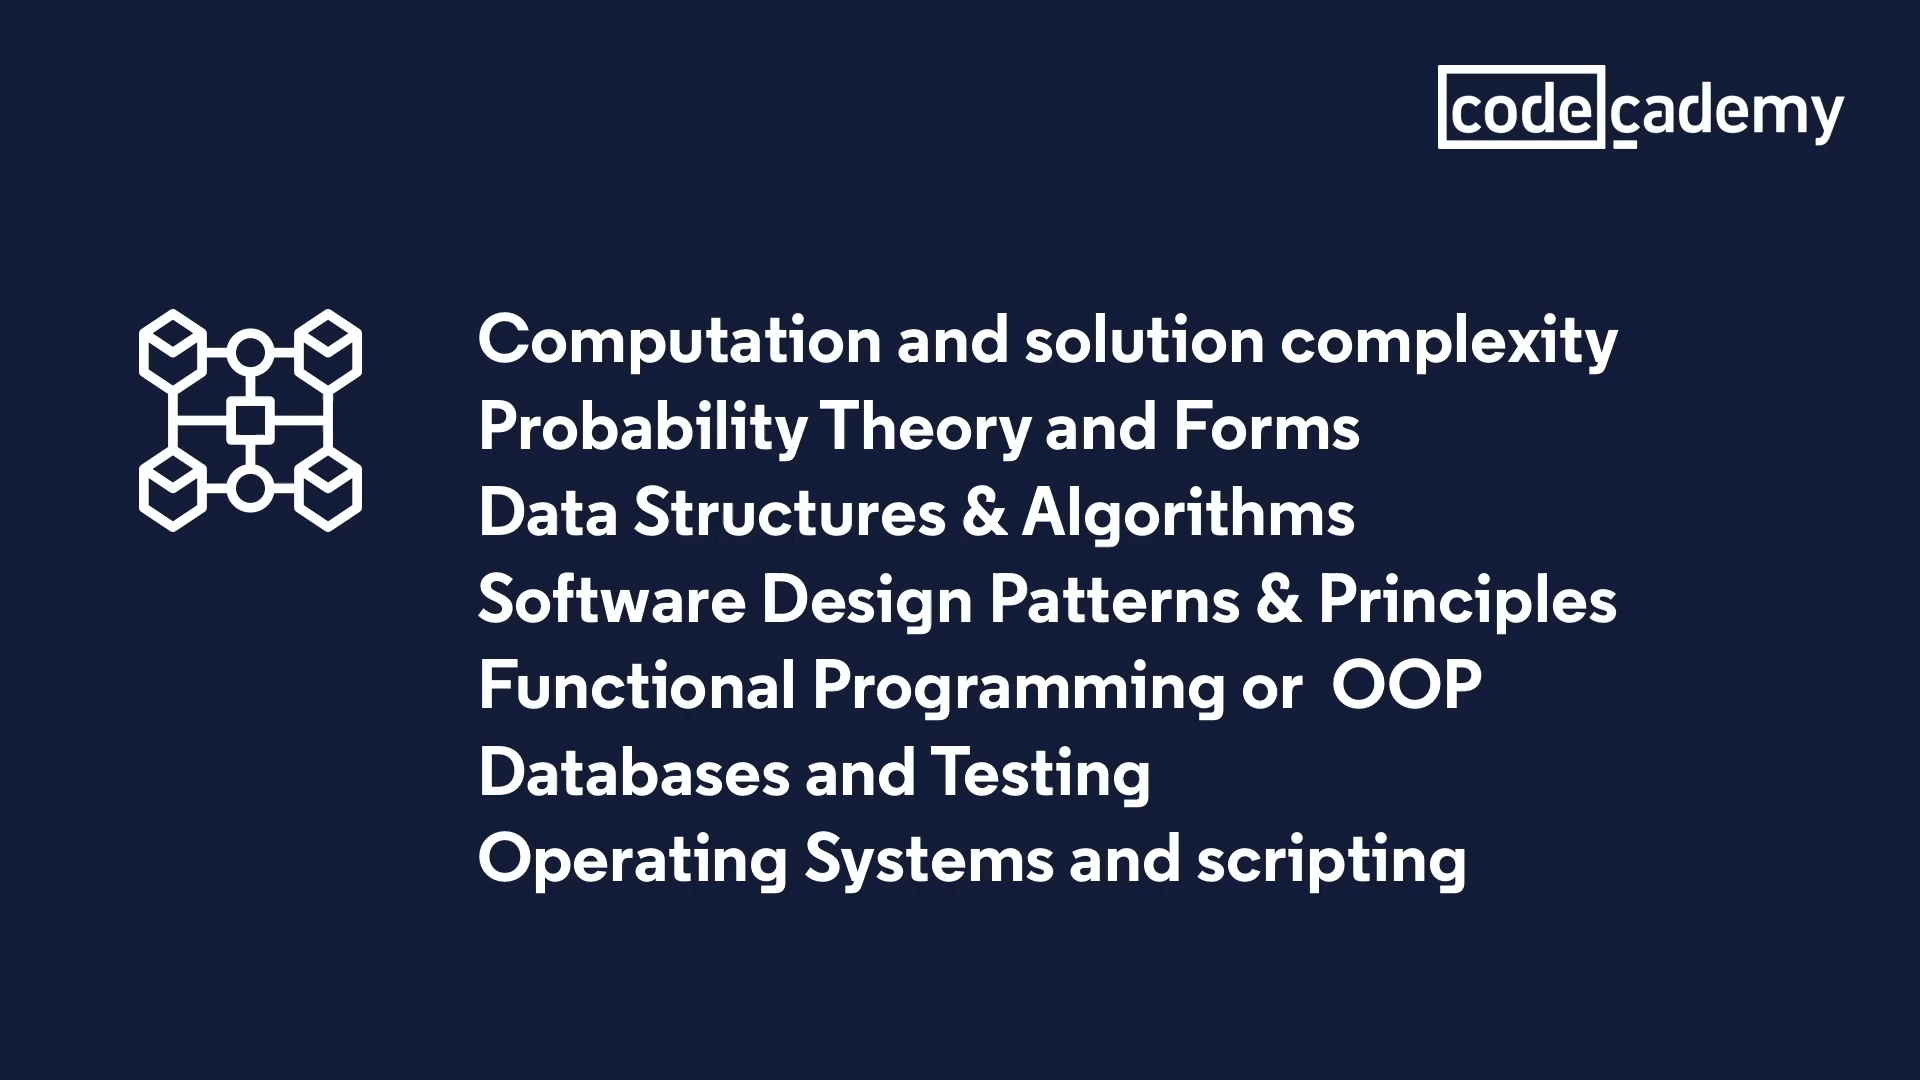 codecademy
Computation and solution complexity
Probability Theory and Forms
Data Structures & Algorithms
Software Design Patterns & Principles
Functional Programming or  OOP
Databases and Testing
Operating Systems and scripting